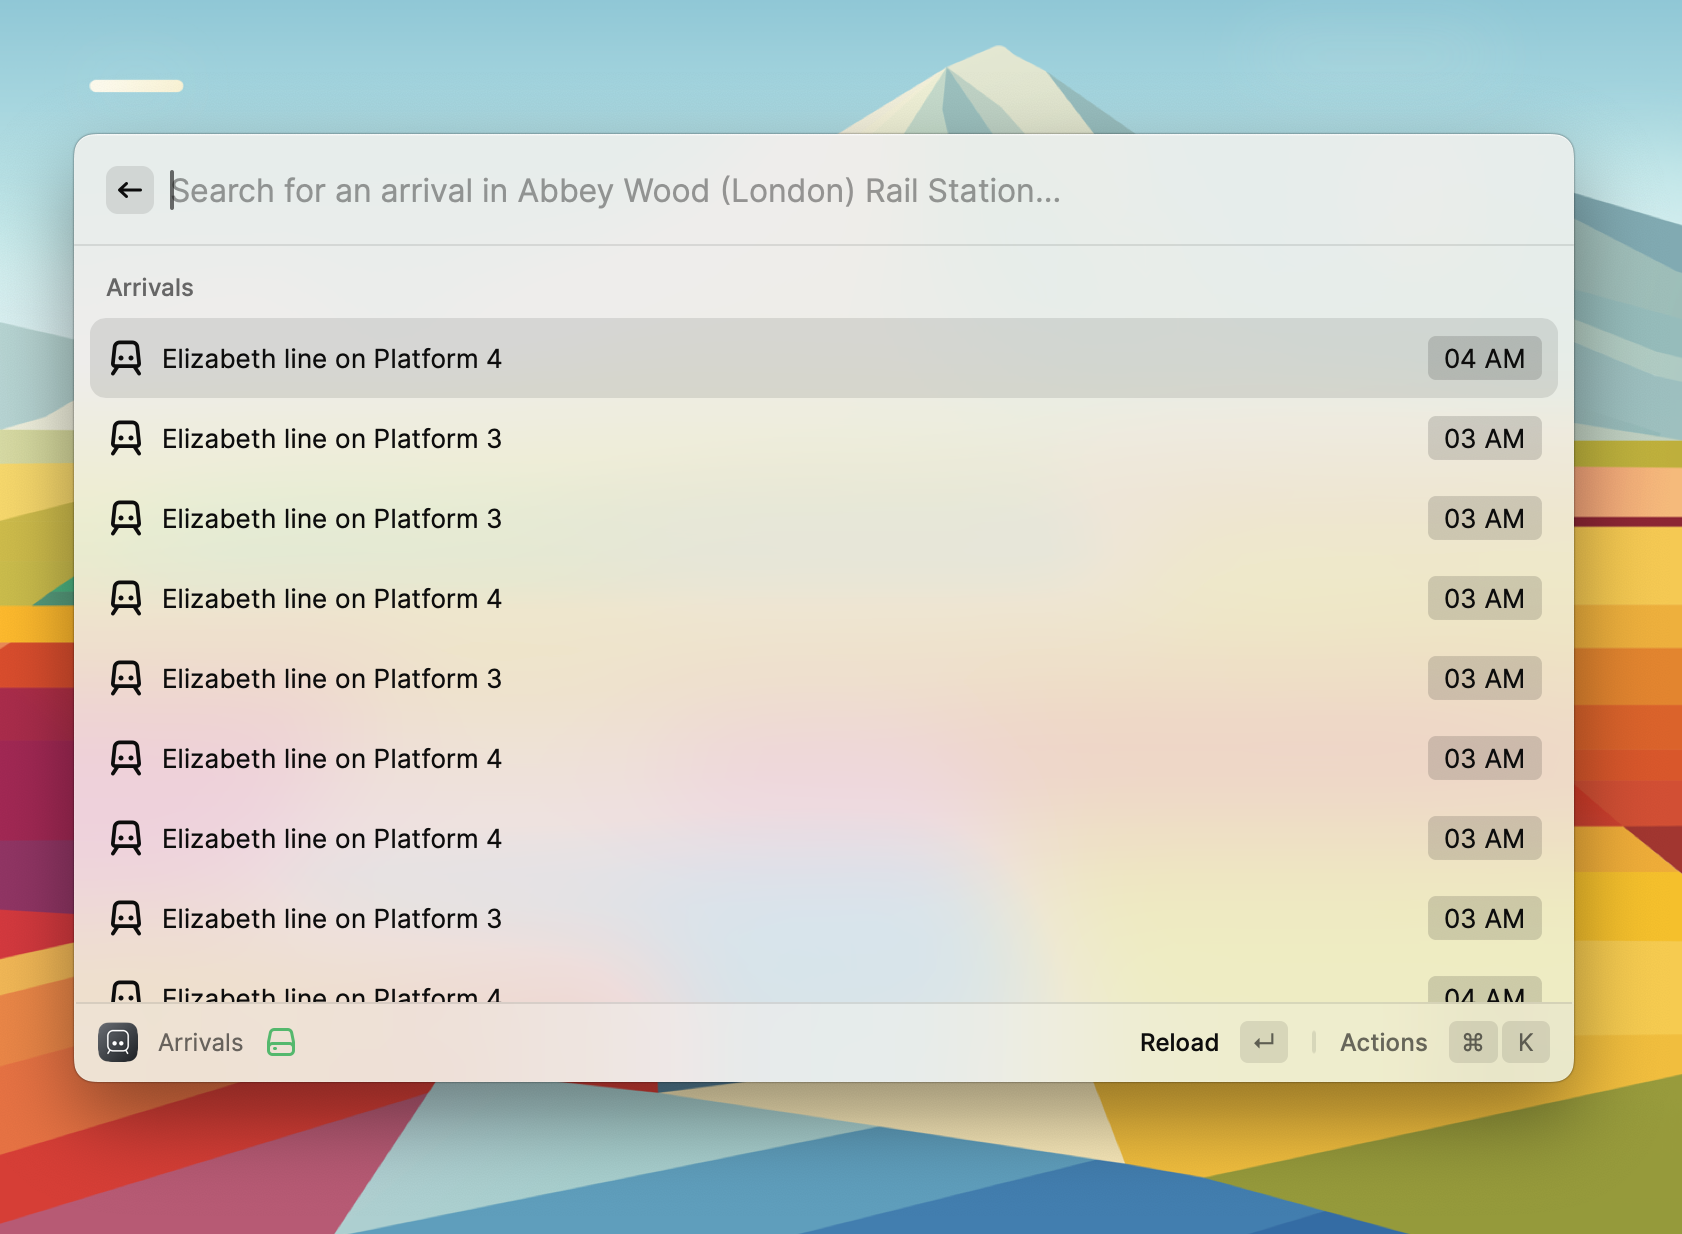 Search for an arrival in Abbey Wood (London) Rail Station...
Arrivals
Elizabeth line on Platform 4 04 AM
Elizabeth line on Platform 3 03 AM
Elizabeth line on Platform 3 03 AM
Elizabeth line on Platform 4 03 AM
Elizabeth line on Platform 3 03 AM
Elizabeth line on Platform 4 03 AM
Elizabeth line on Platform 4 03 AM
Elizabeth line on Platform 3 03 AM
Elizabeth line on Platform 4 04 AM
Arrivals Reload ↵ Actions ⌘ K